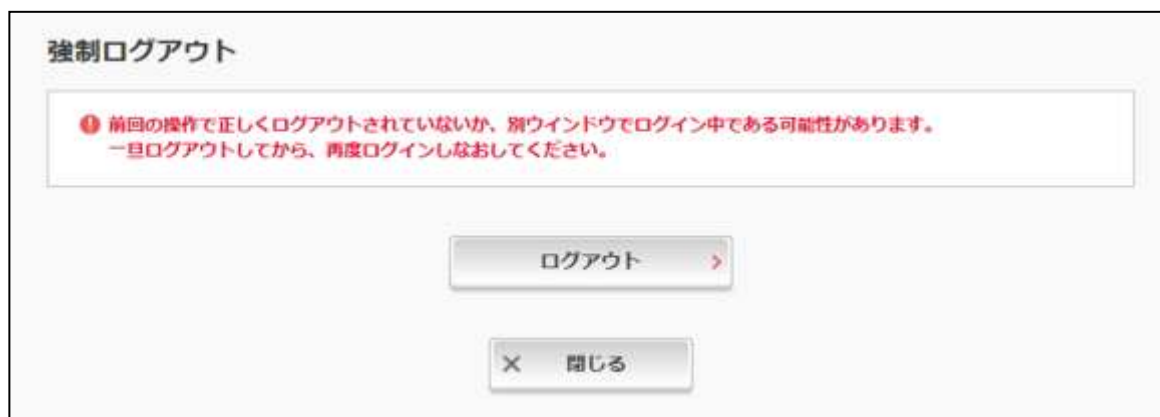 強制ログアウト
前回の操作で正しくログアウトされていないか、別ウインドウでログイン中である可能性があります。
一旦ログアウトしてから、再度ログインしなおしてください。
ログアウト
閉じる